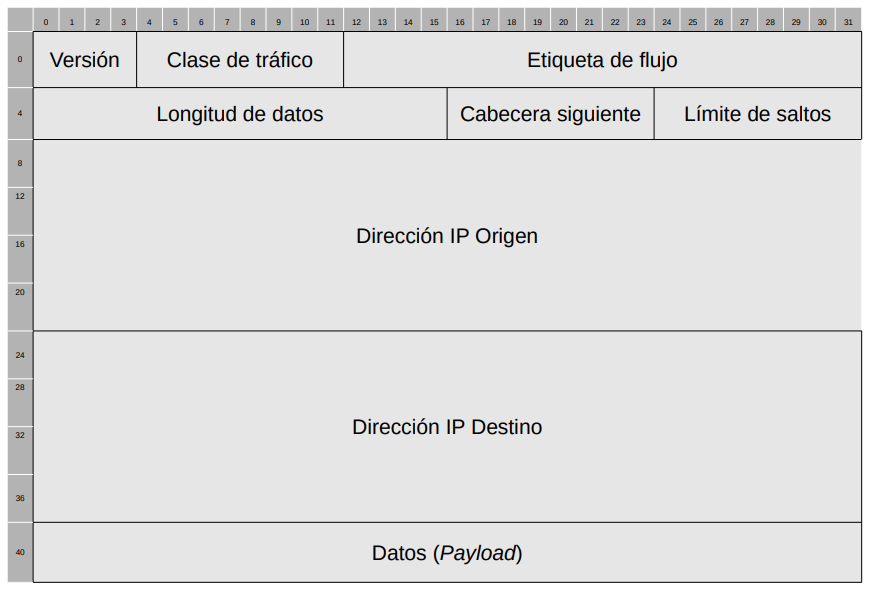 0 1 2 3 4 5 6 7 8 9 10 11 12 13 14 15 16 17 18 19 20 21 22 23 24 25 26 27 28 29 30 31
0 Versión Clase de tráfico Etiqueta de flujo
4 Longitud de datos Cabecera siguiente Límite de saltos
8
12
Dirección IP Origen
16
20
24
28
Dirección IP Destino
32
36
40 Datos (Payload)